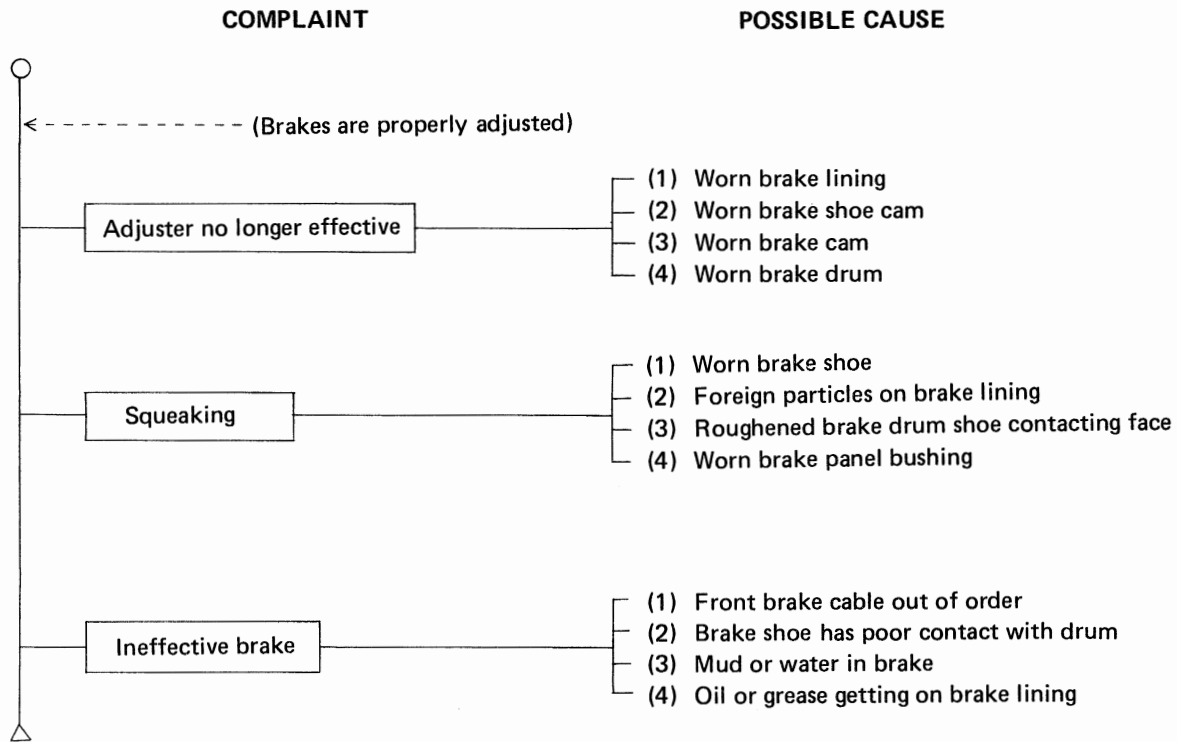 COMPLAINT POSSIBLE CAUSE
(Brakes are properly adjusted)
Adjuster no longer effective
(1) Worn brake lining
(2) Worn brake shoe cam
(3) Worn brake cam
(4) Worn brake drum
Squeaking
(1) Worn brake shoe
(2) Foreign particles on brake lining
(3) Roughened brake drum shoe contacting face
(4) Worn brake panel bushing
Ineffective brake
(1) Front brake cable out of order
(2) Brake shoe has poor contact with drum
(3) Mud or water in brake
(4) Oil or grease getting on brake lining